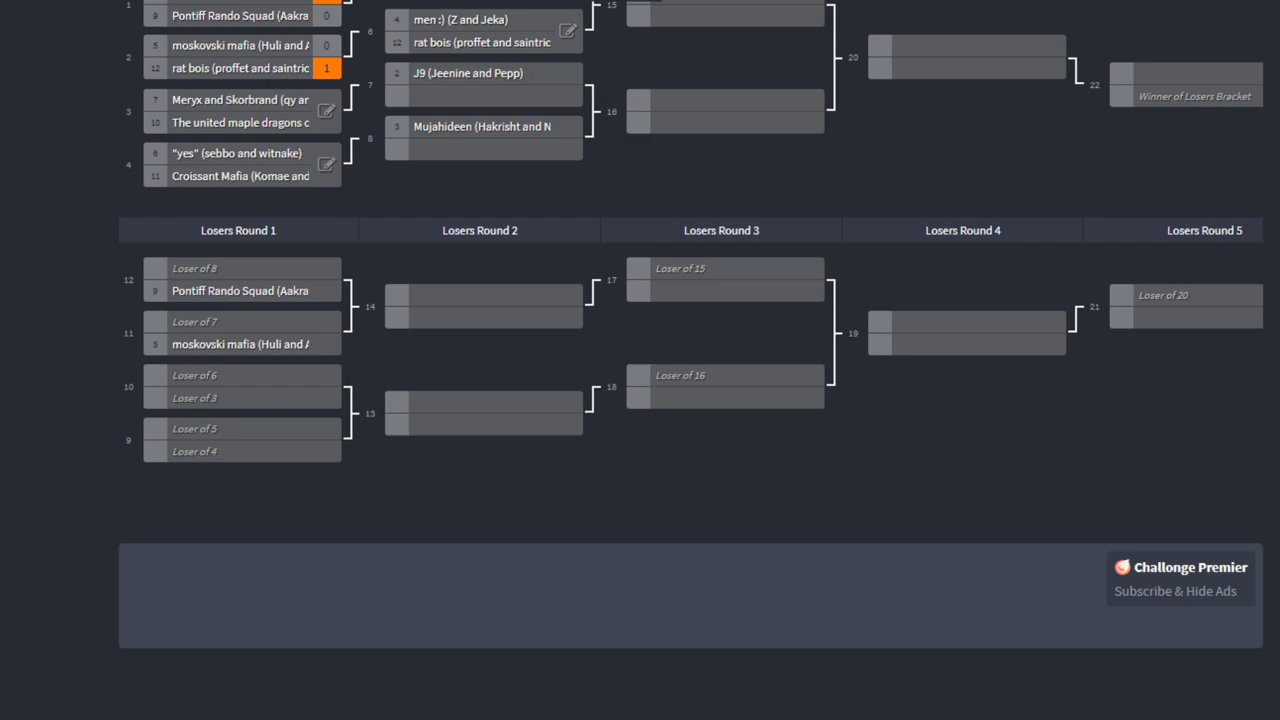 1
9 Pontiff Rando Squad (Aakra 0
2
5 moskovski mafia (Huli and A 0
12 rat bois (proffet and saintric 1
3
7 Meryx and Skorbrand (qy ar
10 The united maple dragons c
4
6 "yes" (sebbo and witnake)
11 Croissant Mafia (Komae and
6
4 men :) (Z and Jeka)
12 rat bois (proffet and saintric
7
2 J9 (Jeenine and Pepp)
8
3 Mujahideen (Hakrisht and N
15
16
20
22
Winner of Losers Bracket
Losers Round 1 Losers Round 2 Losers Round 3 Losers Round 4 Losers Round 5
12
Loser of 8
9 Pontiff Rando Squad (Aakra
11
Loser of 7
5 moskovski mafia (Huli and A
10
Loser of 6
Loser of 3
9
Loser of 5
Loser of 4
14
13
17
Loser of 15
18
Loser of 16
19
21
Loser of 20
Challonge Premier
Subscribe & Hide Ads